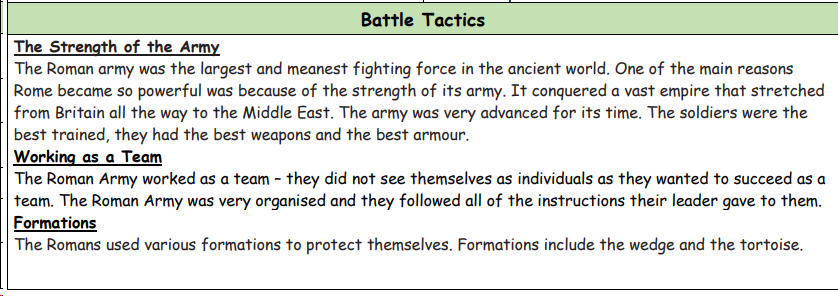 Battle Tactics
The Strength of the Army
The Roman army was the largest and meanest fighting force in the ancient world. One of the main reasons
Rome became so powerful was because of the strength of its army. It conquered a vast empire that stretched
from Britain all the way to the Middle East. The army was very advanced for its time. The soldiers were the
best trained, they had the best weapons and the best armour.
Working as a Team
The Roman Army worked as a team – they did not see themselves as individuals as they wanted to succeed as a
team. The Roman Army was very organised and they followed all of the instructions their leader gave to them.
Formations
The Romans used various formations to protect themselves. Formations include the wedge and the tortoise.